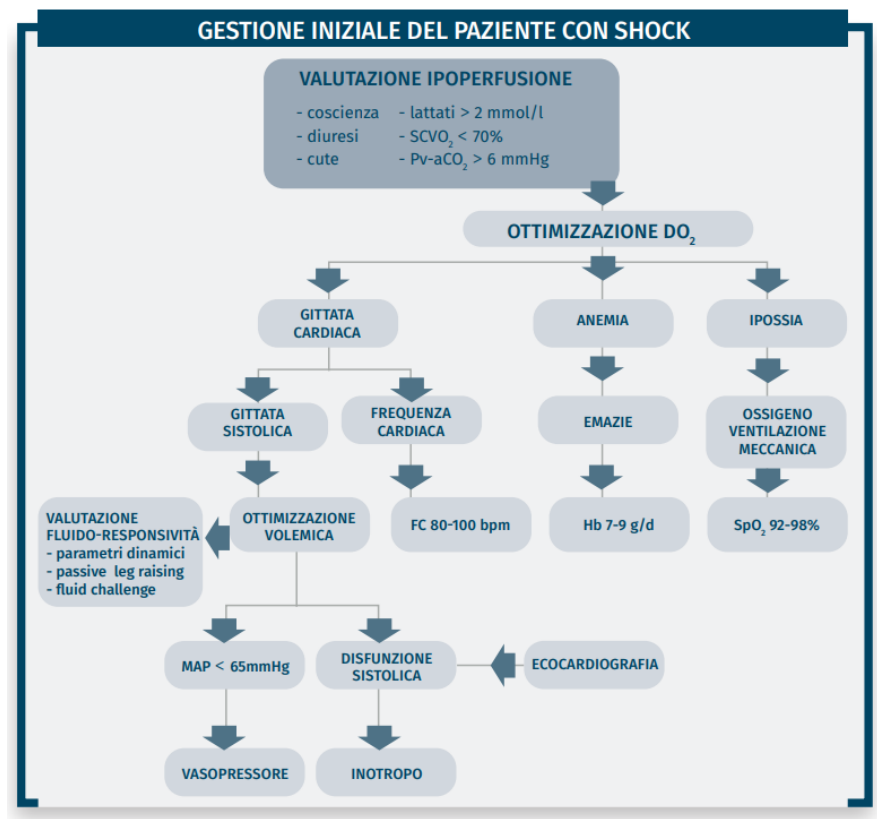 GESTIONE INIZIALE DEL PAZIENTE CON SHOCK
VALUTAZIONE IPOPERFUSIONE
- coscienza - lattati > 2 mmol/l
- diuresi - SCVO₂ < 70%
- cute - Pv-aCO₂ > 6 mmHg
OTTIMIZZAZIONE DO₂
GITTATA
CARDIACA
ANEMIA
IPOSSIA
GITTATA
SISTOLICA
FREQUENZA
CARDIACA
EMAZIE
OSSIGENO
VENTILAZIONE
MECCANICA
VALUTAZIONE
FLUIDO-RESPONSIVITÀ
- parametri dinamici
- passive leg raising
- fluid challenge
OTTIMIZZAZIONE
VOLEMICA
FC 80-100 bpm
Hb 7-9 g/d
SpO₂ 92-98%
MAP < 65mmHg
DISFUNZIONE
SISTOLICA
ECOCARDIOGRAFIA
VASOPRESSORE
INOTROPO